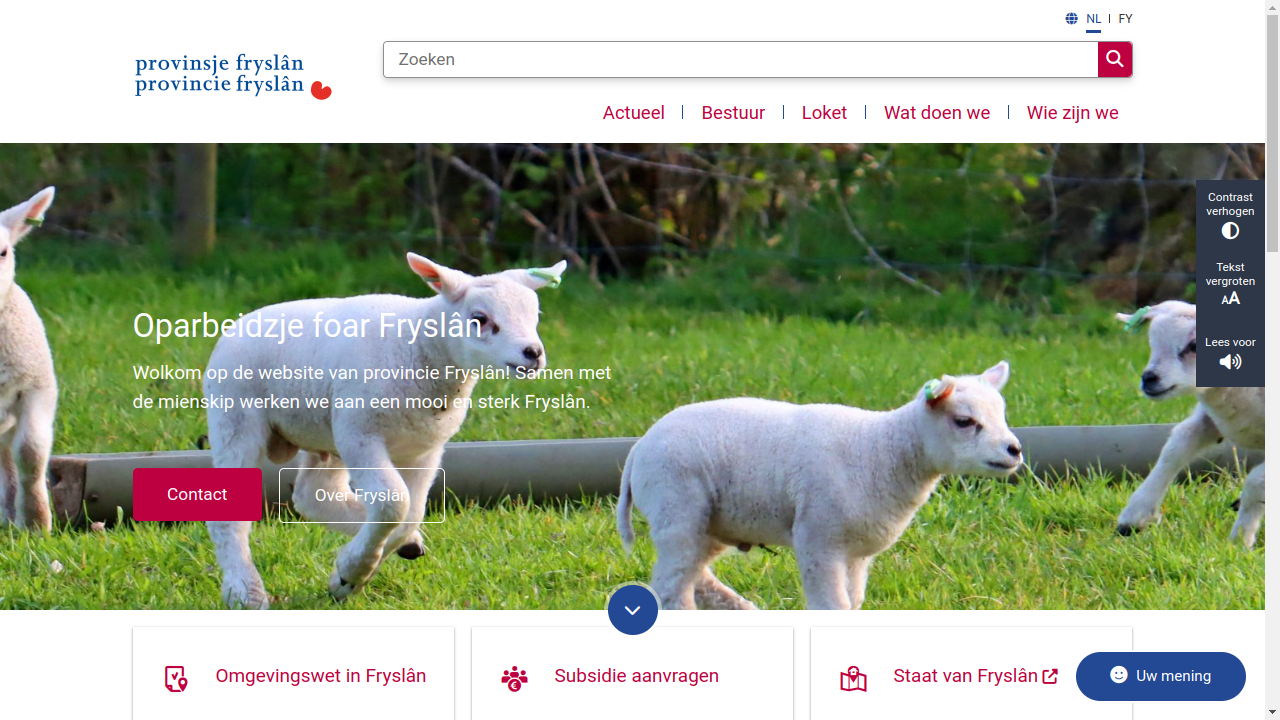 NL
FY
provinsje fryslân
provincie fryslân
Zoeken
Actueel
Bestuur
Loket
Wat doen we
Wie zijn we
Contrast
verhogen
Tekst
vergroten
AA
Lees voor
Oparbeidzje foar Fryslân
Wolkom op de website van provincie Fryslân! Samen met
de mienskip werken we aan een mooi en sterk Fryslân.
Contact
Over Fryslân
Omgevingswet in Fryslân
Subsidie aanvragen
Staat van Fryslân
Uw mening